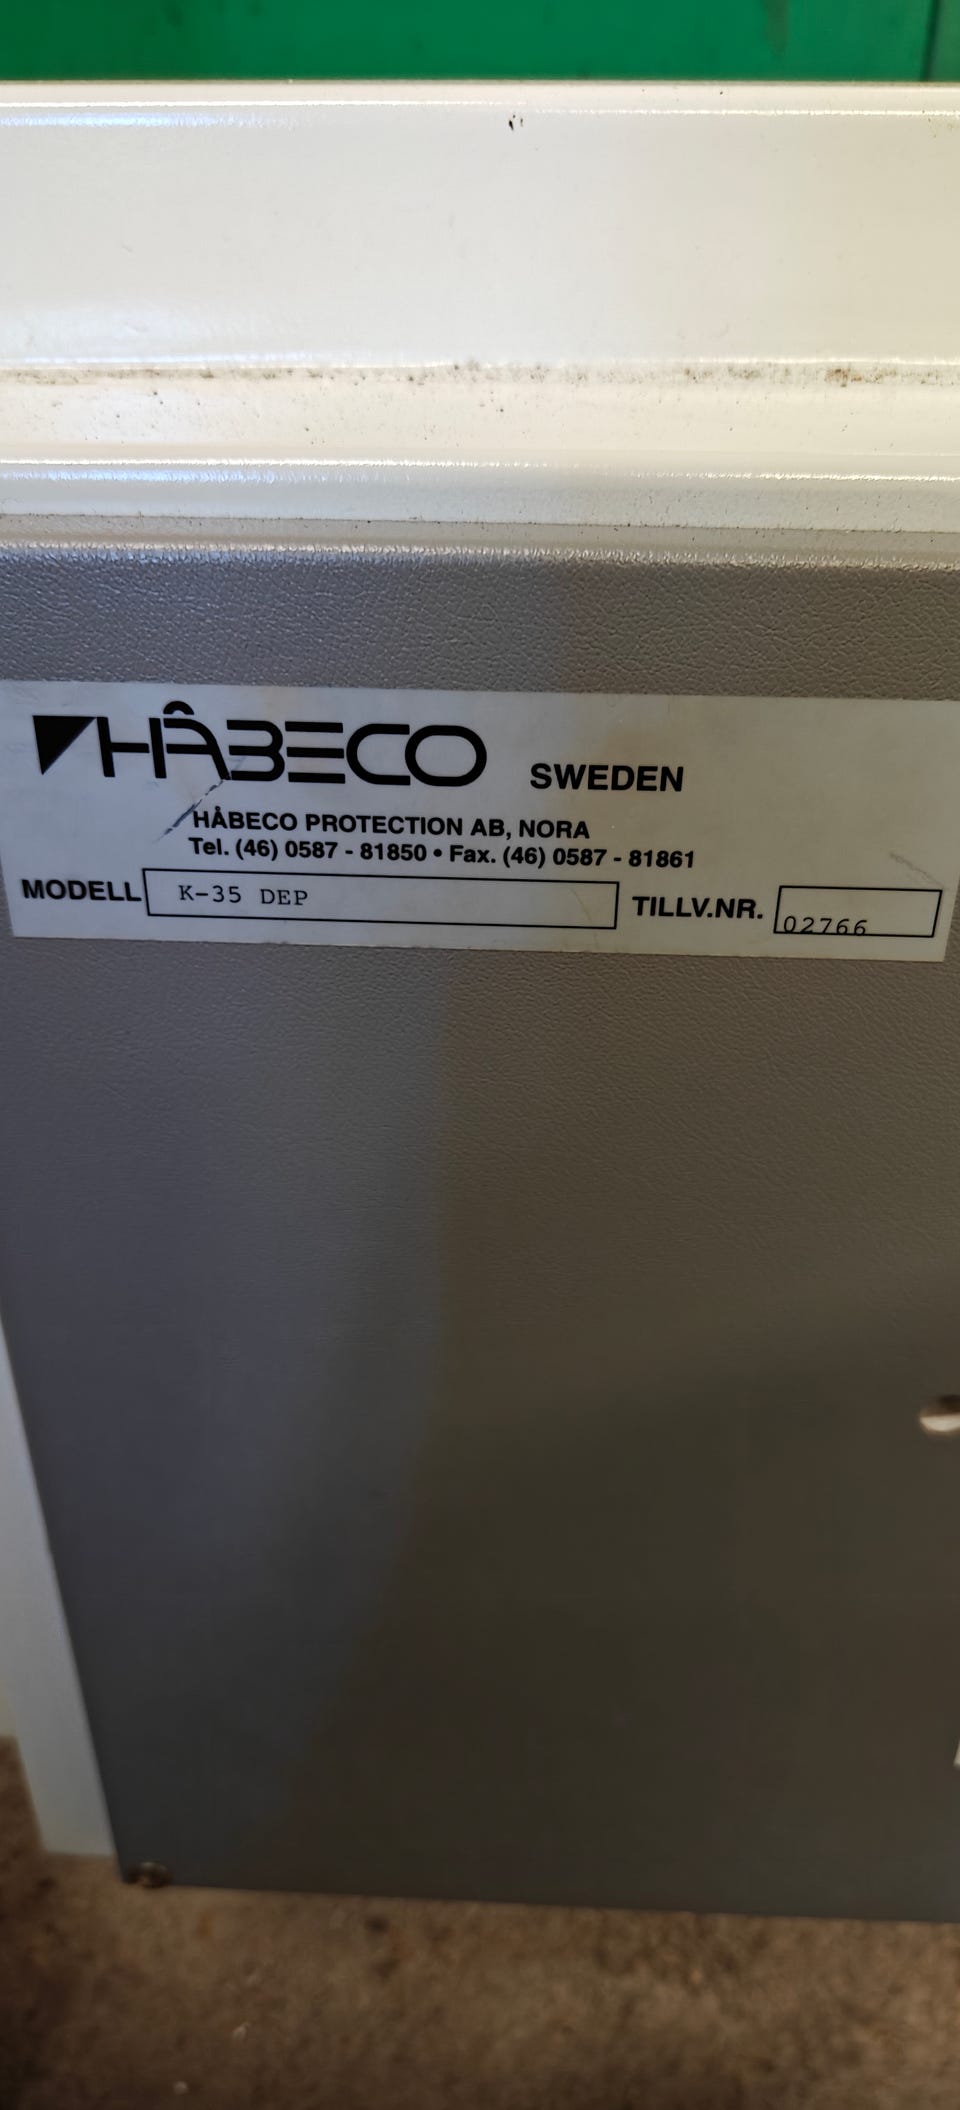 HÅBECO SWEDEN
HÅBECO PROTECTION AB, NORA
Tel. (46) 0587 - 81850 • Fax. (46) 0587 - 81861
MODELL K-35 DEP TILLV.NR. 02766